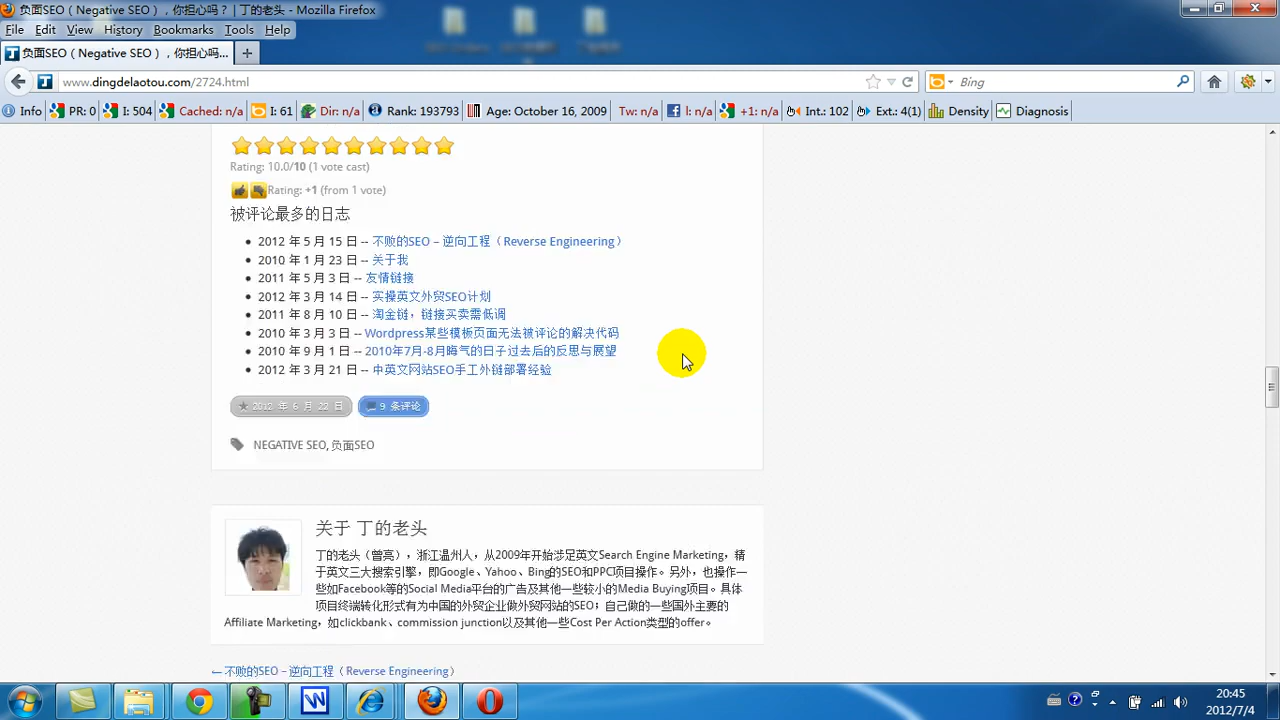 负面SEO（Negative SEO），你担心吗？ | 丁的老头 - Mozilla Firefox
File Edit View History Bookmarks Tools Help
负面SEO（Negative SEO），你担心吗...
www.dingdelaotou.com/2724.html
Bing
Info PR: 0 I: 504 Cached: n/a I: 61 Dir: n/a Rank: 193793 Age: October 16, 2009 Tw: n/a l: n/a +1: n/a Int.: 102 Ext.: 4(1) Density Diagnosis
Rating: 10.0/10 (1 vote cast)
Rating: +1 (from 1 vote)
被评论最多的日志
2012 年 5 月 15 日 -- 不败的SEO – 逆向工程（Reverse Engineering）
2010 年 1 月 23 日 -- 关于我
2011 年 5 月 3 日 -- 友情链接
2012 年 3 月 14 日 -- 实操英文外贸SEO计划
2011 年 8 月 10 日 -- 淘金链，链接买卖需低调
2010 年 3 月 3 日 -- Wordpress某些模板页面无法被评论的解决代码
2010 年 9 月 1 日 -- 2010年7月-8月晦气的日子过去后的反思与展望
2012 年 3 月 21 日 -- 中英文网站SEO手工外链部署经验
2012 年 6 月 22 日 9 条评论
NEGATIVE SEO, 负面SEO
关于 丁的老头
丁的老头（曾亮），浙江温州人，从2009年开始涉足英文Search Engine Marketing，精
于英文三大搜索引擎，即Google、Yahoo、Bing的SEO和PPC项目操作。另外，也操作一
些如Facebook等的Social Media平台的广告及其他一些较小的Media Buying项目。具体
项目终端转化形式有为中国的外贸企业做外贸网站的SEO；自己做的一些国外主要的
Affiliate Marketing，如clickbank、commission junction以及其他一些Cost Per Action类型的offer。
← 不败的SEO – 逆向工程（Reverse Engineering）
20:45
2012/7/4